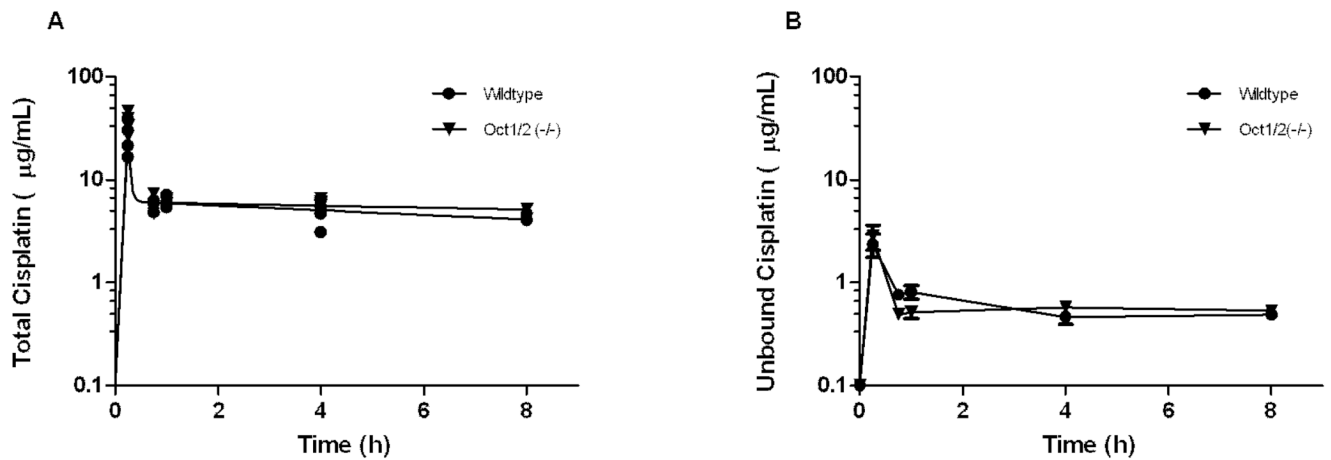 A
Total Cisplatin ( μg/mL)
100
10
1
0.1
0 2 4 6 8
Time (h)
Wildtype
Oct1/2 (-/-)
B
Unbound Cisplatin ( μg/mL)
100
10
1
0.1
0 2 4 6 8
Time (h)
Wildtype
Oct1/2(-/-)